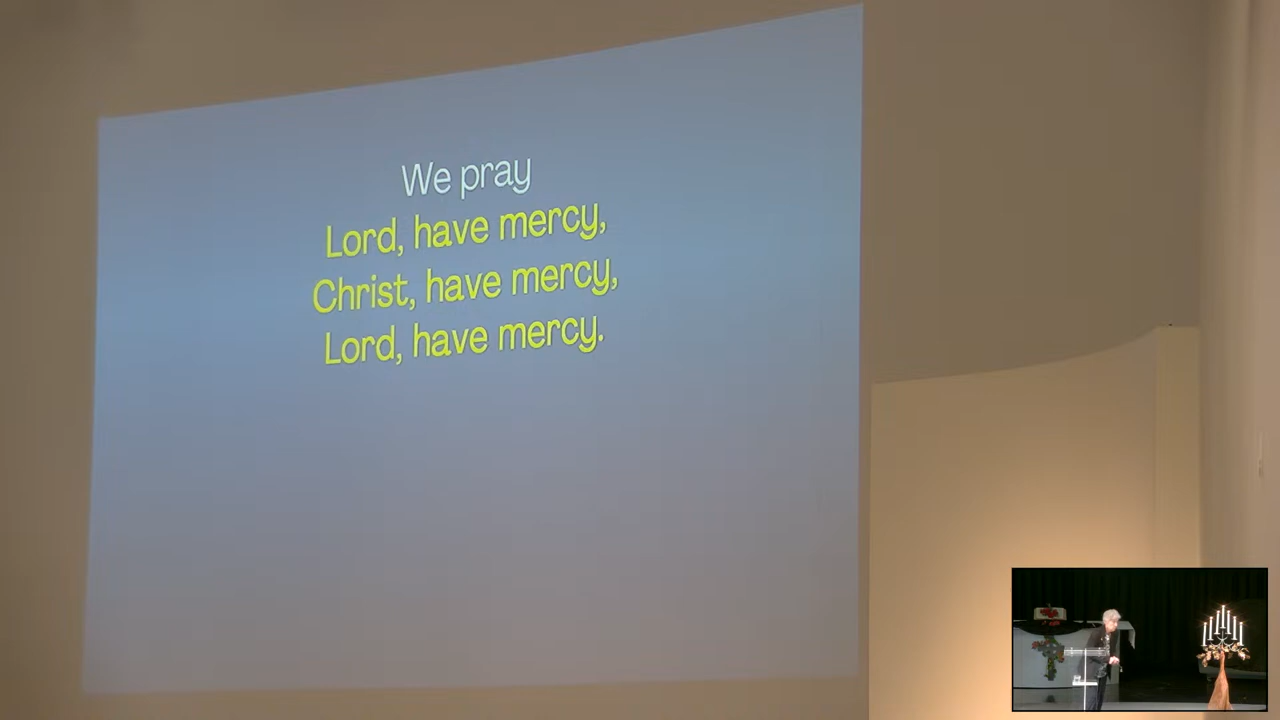 We pray
Lord, have mercy,
Christ, have mercy,
Lord, have mercy.